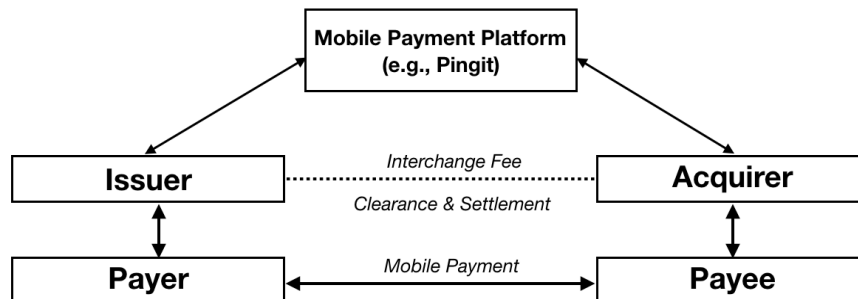 Mobile Payment Platform
(e.g., Pingit)
Interchange Fee
Issuer
Acquirer
Clearance & Settlement
Payer
Mobile Payment
Payee